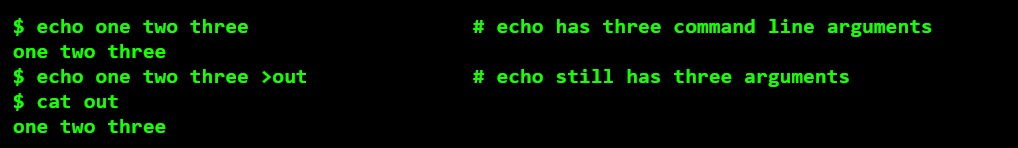 $ echo one two three                   # echo has three command line arguments
one two three
$ echo one two three >out              # echo still has three arguments
$ cat out
one two three